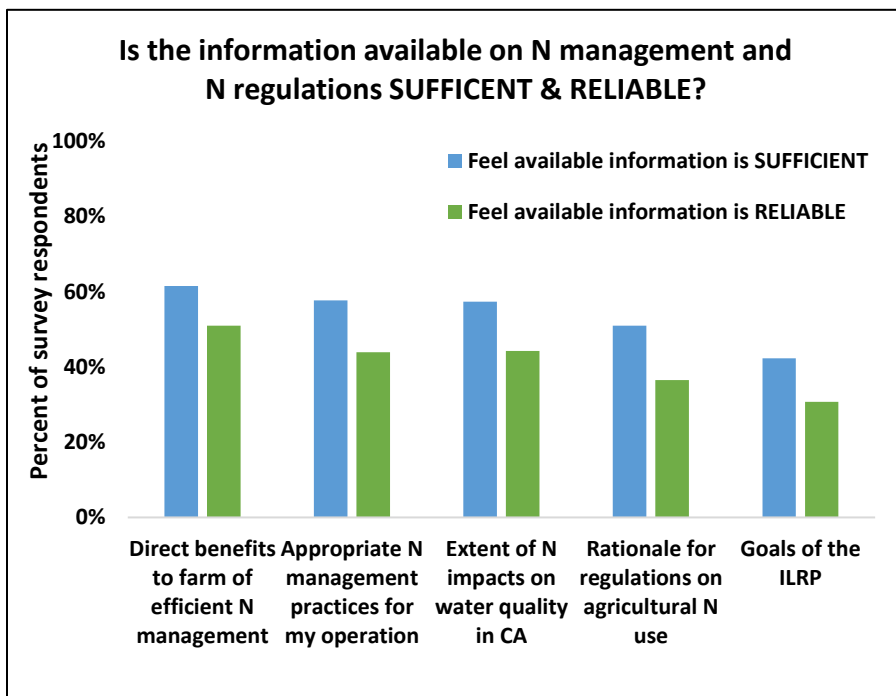 Is the information available on N management and
N regulations SUFFICENT & RELIABLE?
Percent of survey respondents
100%
80%
60%
40%
20%
0%
Feel available information is SUFFICIENT
Feel available information is RELIABLE
Direct benefits
to farm of
efficient N
management
Appropriate N
management
practices for
my operation
Extent of N
impacts on
water quality
in CA
Rationale for
regulations on
agricultural N
use
Goals of the
ILRP